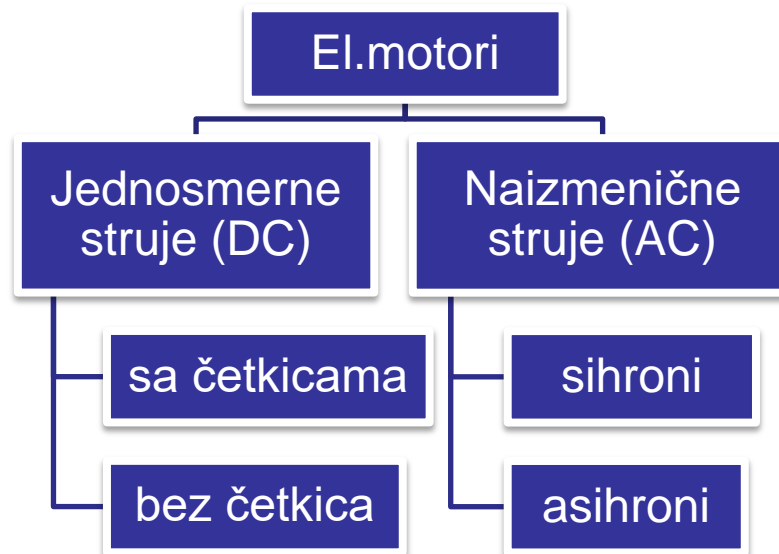 El.motori
Jednosmerne
struje (DC)
Naizmenične
struje (AC)
sa četkicama
bez četkica
sihroni
asihroni